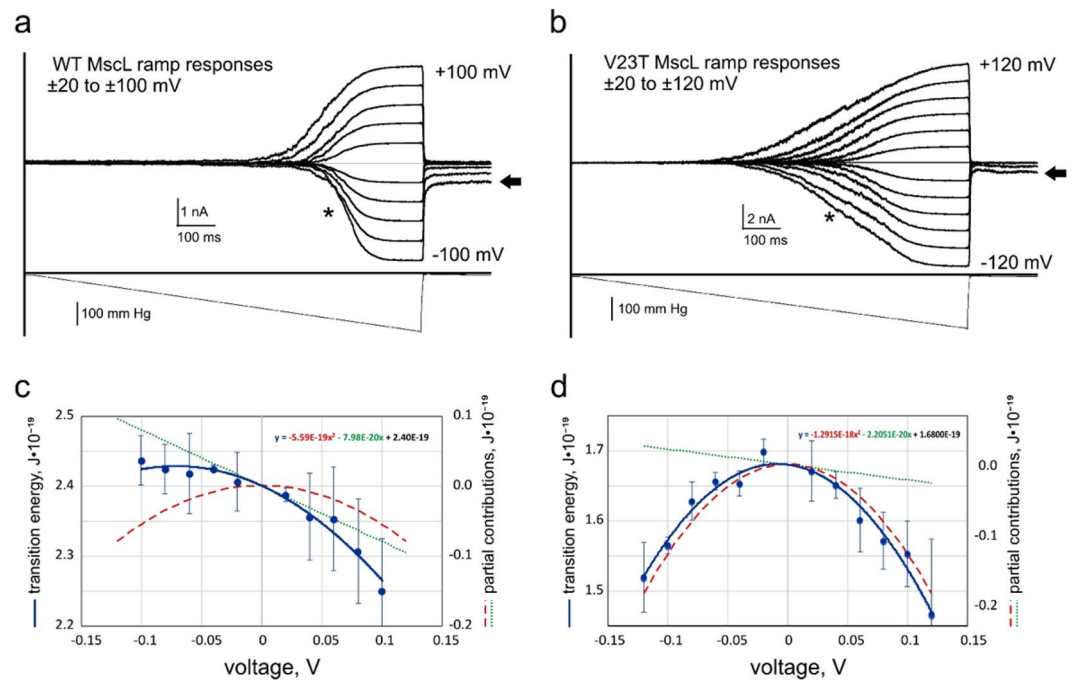 a
WT MscL ramp responses
±20 to ±100 mV
+100 mV
*
1 nA
100 ms
-100 mV
100 mm Hg
b
V23T MscL ramp responses
±20 to ±120 mV
+120 mV
*
2 nA
100 ms
-120 mV
100 mm Hg
c
transition energy, J•10⁻¹⁹
2.5
2.4
2.3
2.2
y = -5.59E-19x² - 7.98E-20x + 2.40E-19
0.1
0.0
-0.1
-0.2
partial contributions, J•10⁻¹⁹
-0.15
-0.1
-0.05
0
0.05
0.1
0.15
voltage, V
d
transition energy, J•10⁻¹⁹
1.7
1.6
1.5
y = -1.2915E-18x² - 2.2051E-20x + 1.6800E-19
0.0
-0.1
-0.2
partial contributions, J•10⁻¹⁹
-0.15
-0.1
-0.05
0
0.05
0.1
0.15
voltage, V